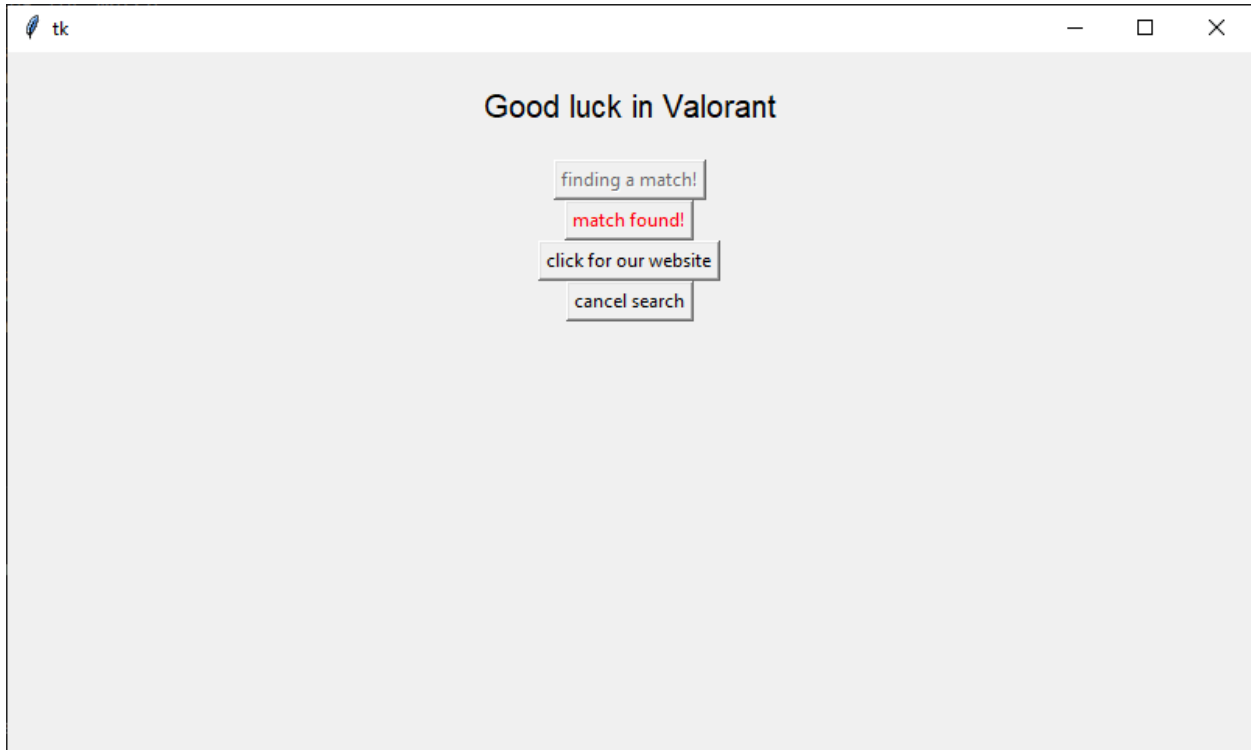 tk
Good luck in Valorant
finding a match!
match found!
click for our website
cancel search